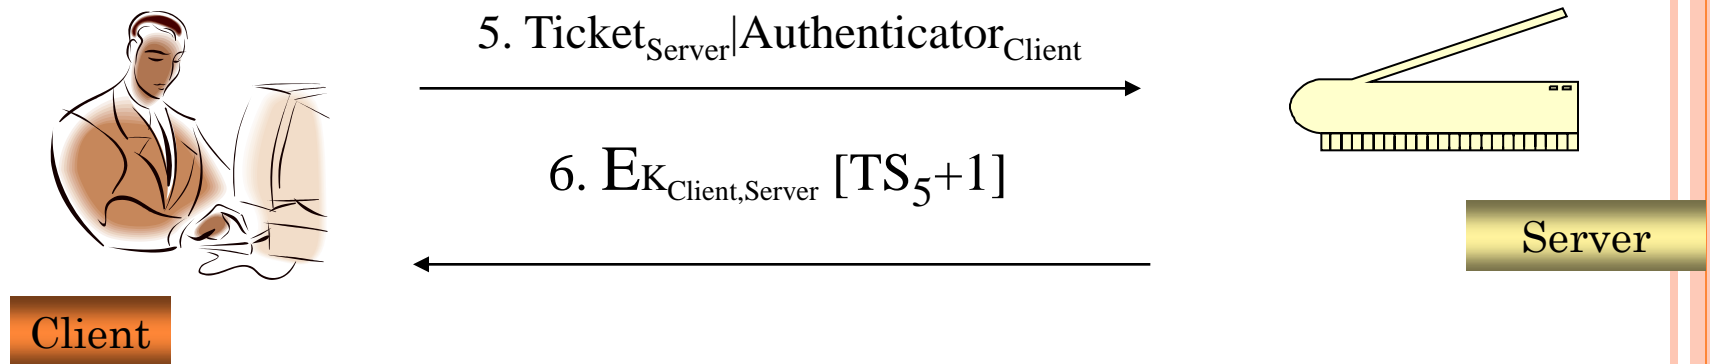 5. Ticket_Server|Authenticator_Client
6. E_K_Client,Server [TS_5+1]
Server
Client